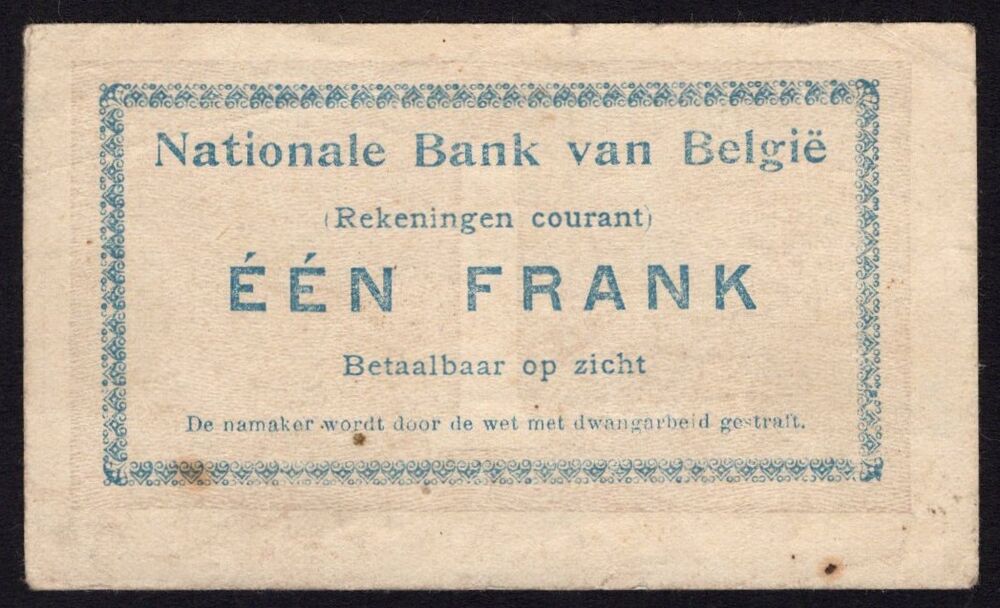 Nationale Bank van België
(Rekeningen courant)
ÉÉN FRANK
Betaalbaar op zicht
De namaker wordt door de wet met dwangarbeid gestraft.